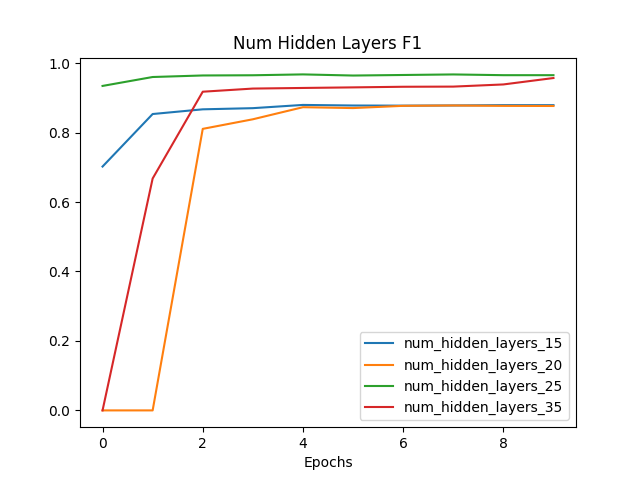 Num Hidden Layers F1
1.0
0.8
0.6
0.4
0.2
0.0
num_hidden_layers_15
num_hidden_layers_20
num_hidden_layers_25
num_hidden_layers_35
0 2 4 6 8
Epochs